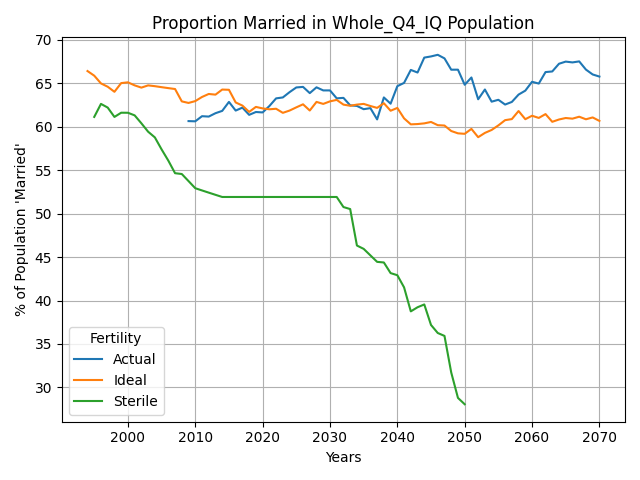 Proportion Married in Whole_Q4_IQ Population
% of Population 'Married'
70
65
60
55
50
45
40
35
30
Fertility
Actual
Ideal
Sterile
2000 2010 2020 2030 2040 2050 2060 2070
Years